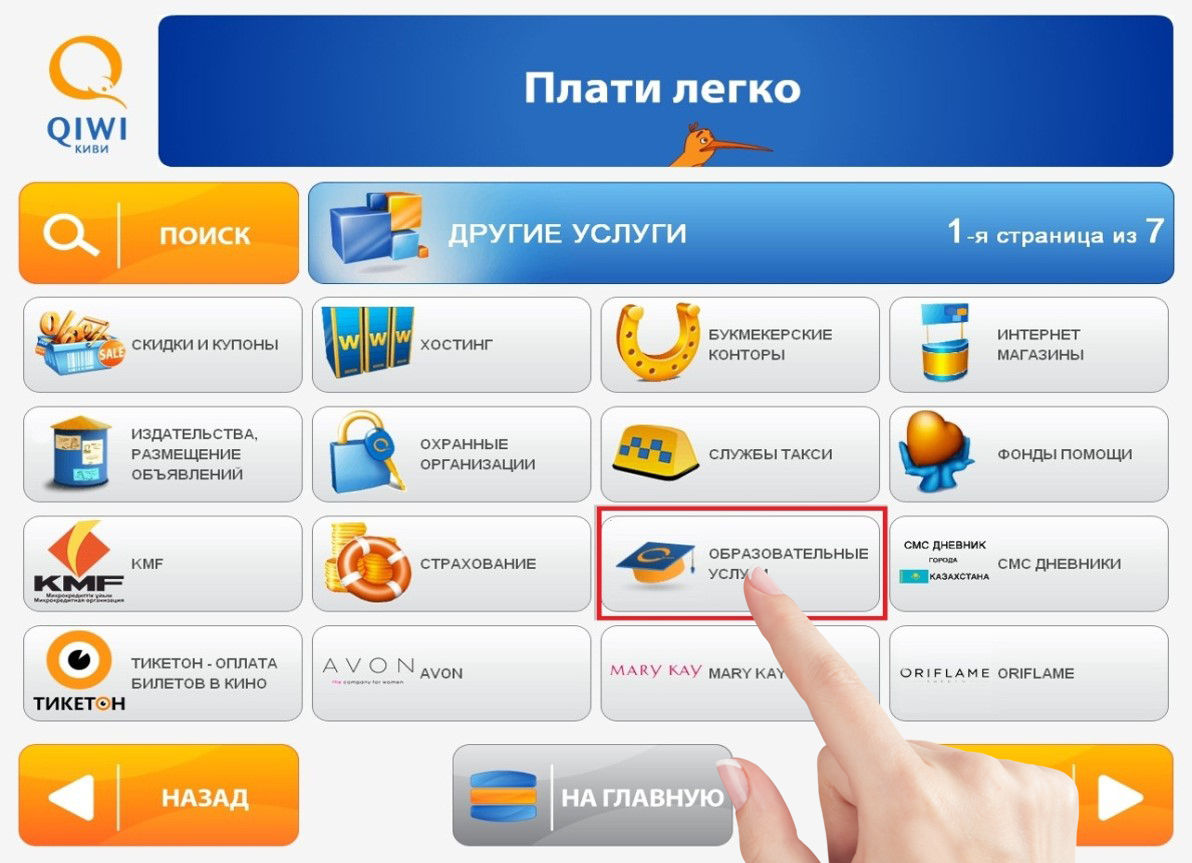 QIWI
КИВИ
Плати легко
ПОИСК
ДРУГИЕ УСЛУГИ
1-я страница из 7
%
SALE
СКИДКИ И КУПОНЫ
W W W
ХОСТИНГ
БУКМЕКЕРСКИЕ
КОНТОРЫ
ИНТЕРНЕТ
МАГАЗИНЫ
ИЗДАТЕЛЬСТВА,
РАЗМЕЩЕНИЕ
ОБЪЯВЛЕНИЙ
ОХРАННЫЕ
ОРГАНИЗАЦИИ
СЛУЖБЫ ТАКСИ
ФОНДЫ ПОМОЩИ
KMF
Микрокредиттік ұйым
Микрокредитная организация
KMF
СТРАХОВАНИЕ
ОБРАЗОВАТЕЛЬНЫЕ
СМС ДНЕВНИК
ГОРОДА
КАЗАХСТАНА
СМС ДНЕВНИКИ
ТИКЕТОН
ТИКЕТОН - ОПЛАТА
БИЛЕТОВ В КИНО
AVON
the company for women
AVON
MARY KAY
MARY KAY
ORIFLAME
ORIFLAME
НАЗАД
НА ГЛАВНУЮ